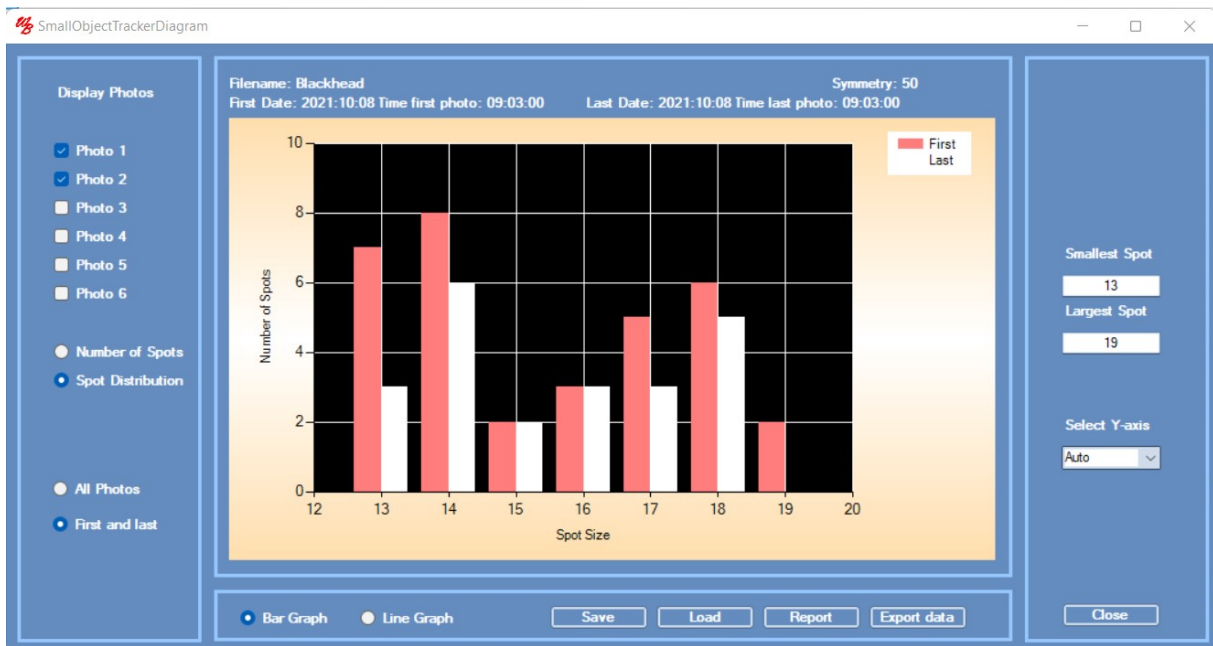 SmallObjectTrackerDiagram
Display Photos
Photo 1
Photo 2
Photo 3
Photo 4
Photo 5
Photo 6
Number of Spots
Spot Distribution
All Photos
First and last
Filename: Blackhead
Symmetry: 50
First Date: 2021:10:08 Time first photo: 09:03:00
Last Date: 2021:10:08 Time last photo: 09:03:00
First
Last
Number of Spots
10
8
6
4
2
0
12 13 14 15 16 17 18 19 20
Spot Size
Bar Graph
Line Graph
Save
Load
Report
Export data
Smallest Spot
13
Largest Spot
19
Select Y-axis
Auto
Close